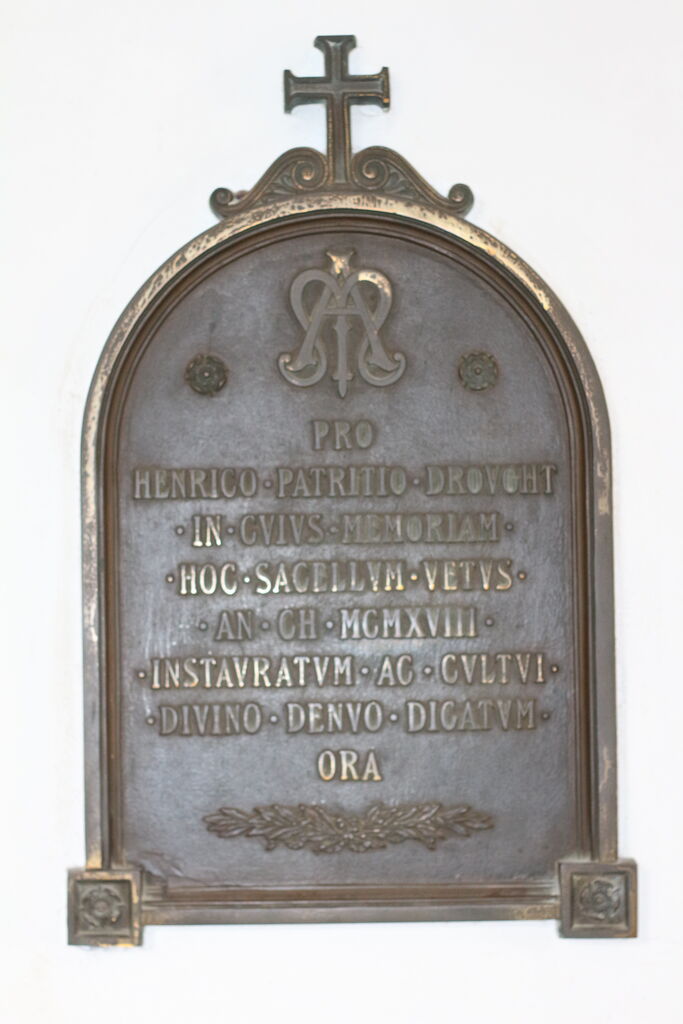 PRO
HENRICO · PATRITIO · DROVGHT
· IN · CVIVS · MEMORIAM ·
· HOC · SACELLVM · VETVS ·
· AN · CH · MCMXVIII ·
· INSTAVRATVM · AC · CVLTVI ·
· DIVINO · DENVO · DICATVM ·
ORA